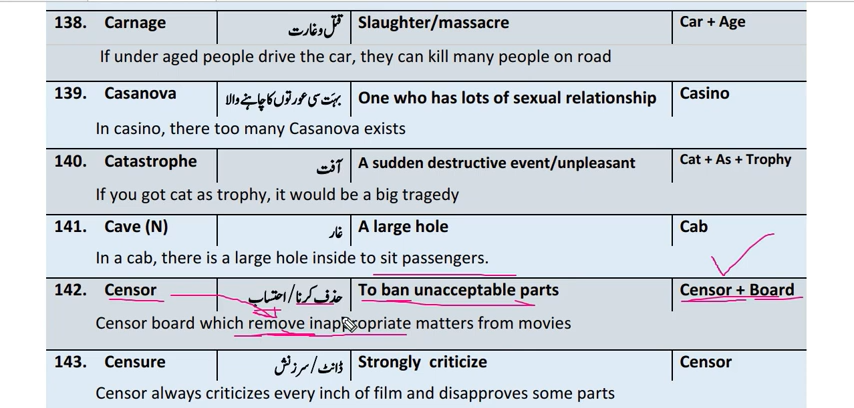 138. Carnage قتل وغارت Slaughter/massacre Car + Age
If under aged people drive the car, they can kill many people on road
139. Casanova بہت سی عورتوں کا چاہنے والا One who has lots of sexual relationship Casino
In casino, there too many Casanova exists
140. Catastrophe آفت A sudden destructive event/unpleasant Cat + As + Trophy
If you got cat as trophy, it would be a big tragedy
141. Cave (N) غار A large hole Cab
In a cab, there is a large hole inside to sit passengers.
142. Censor حذف کرنا/احتساب To ban unacceptable parts Censor + Board
Censor board which remove inappropriate matters from movies
143. Censure ڈانٹ/سرزنش Strongly criticize Censor
Censor always criticizes every inch of film and disapproves some parts